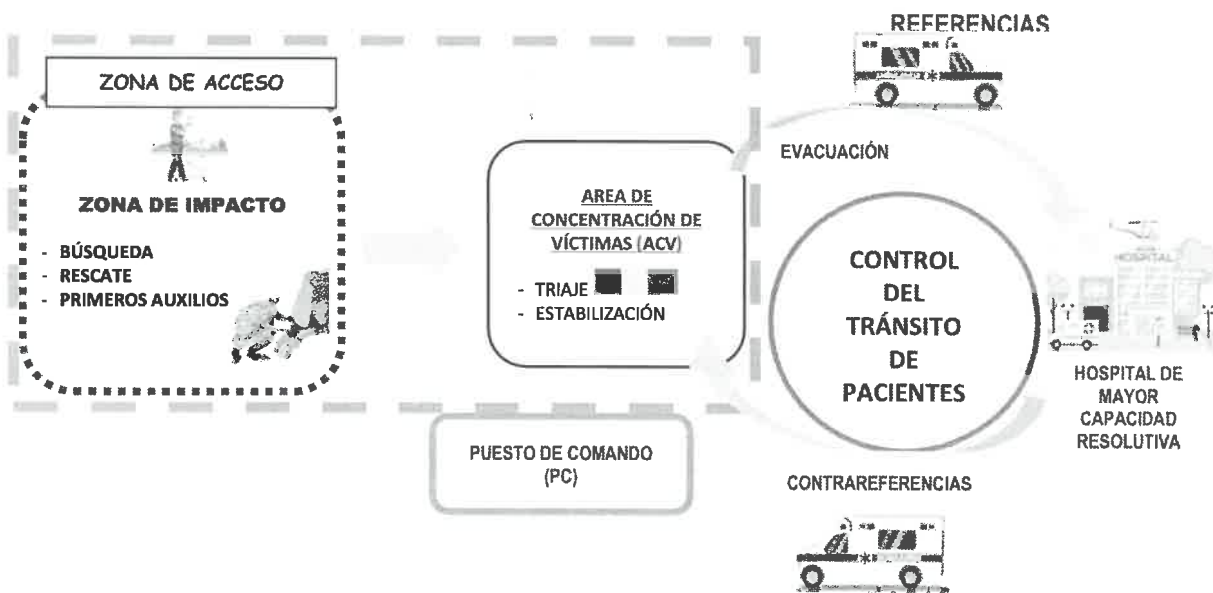 REFERENCIAS
ZONA DE ACCESO
ZONA DE IMPACTO
- BÚSQUEDA
- RESCATE
- PRIMEROS AUXILIOS
AREA DE
CONCENTRACIÓN DE
VÍCTIMAS (ACV)
- TRIAJE
- ESTABILIZACIÓN
EVACUACIÓN
CONTROL
DEL
TRÁNSITO
DE
PACIENTES
HOSPITAL
HOSPITAL DE
MAYOR
CAPACIDAD
RESOLUTIVA
PUESTO DE COMANDO
(PC)
CONTRAREFERENCIAS